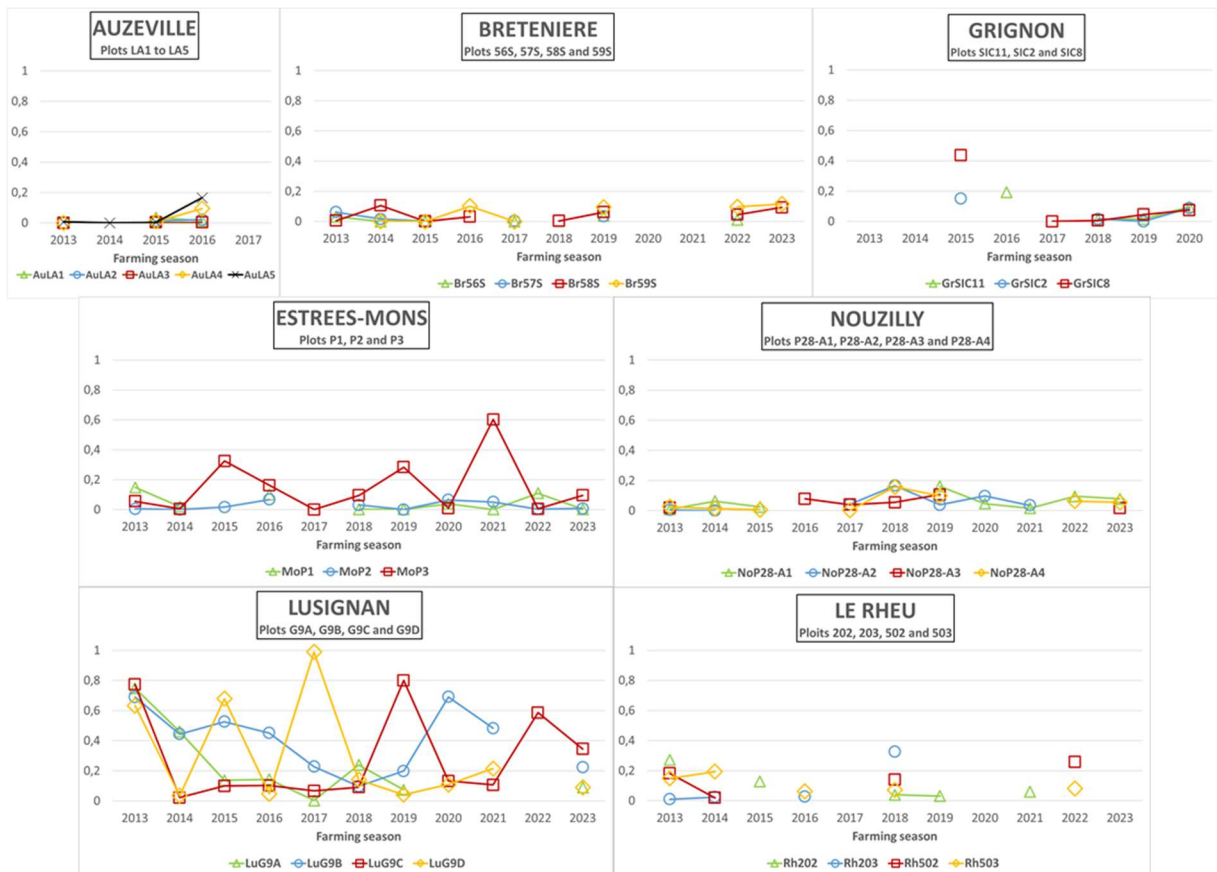 AUZEVILLE
Plots LA1 to LA5
1
0,8
0,6
0,4
0,2
0
2013 2014 2015 2016 2017
Farming season
AuLA1 AuLA2 AuLA3 AuLA4 AuLA5
BRETENIERE
Plots 56S, 57S, 58S and 59S
1
0,8
0,6
0,4
0,2
0
2013 2014 2015 2016 2017 2018 2019 2020 2021 2022 2023
Farming season
Br56S Br57S Br58S Br59S
GRIGNON
Plots SIC11, SIC2 and SIC8
1
0,8
0,6
0,4
0,2
0
2013 2014 2015 2016 2017 2018 2019 2020
Farming season
GrSIC11 GrSIC2 GrSIC8
ESTREES-MONS
Plots P1, P2 and P3
1
0,8
0,6
0,4
0,2
0
2013 2014 2015 2016 2017 2018 2019 2020 2021 2022 2023
Farming season
MoP1 MoP2 MoP3
NOUZILLY
Plots P28-A1, P28-A2, P28-A3 and P28-A4
1
0,8
0,6
0,4
0,2
0
2013 2014 2015 2016 2017 2018 2019 2020 2021 2022 2023
Farming season
NoP28-A1 NoP28-A2 NoP28-A3 NoP28-A4
LUSIGNAN
Plots G9A, G9B, G9C and G9D
1
0,8
0,6
0,4
0,2
0
2013 2014 2015 2016 2017 2018 2019 2020 2021 2022 2023
Farming season
LuG9A LuG9B LuG9C LuG9D
LE RHEU
Ploits 202, 203, 502 and 503
1
0,8
0,6
0,4
0,2
0
2013 2014 2015 2016 2017 2018 2019 2020 2021 2022 2023
Farming season
Rh202 Rh203 Rh502 Rh503